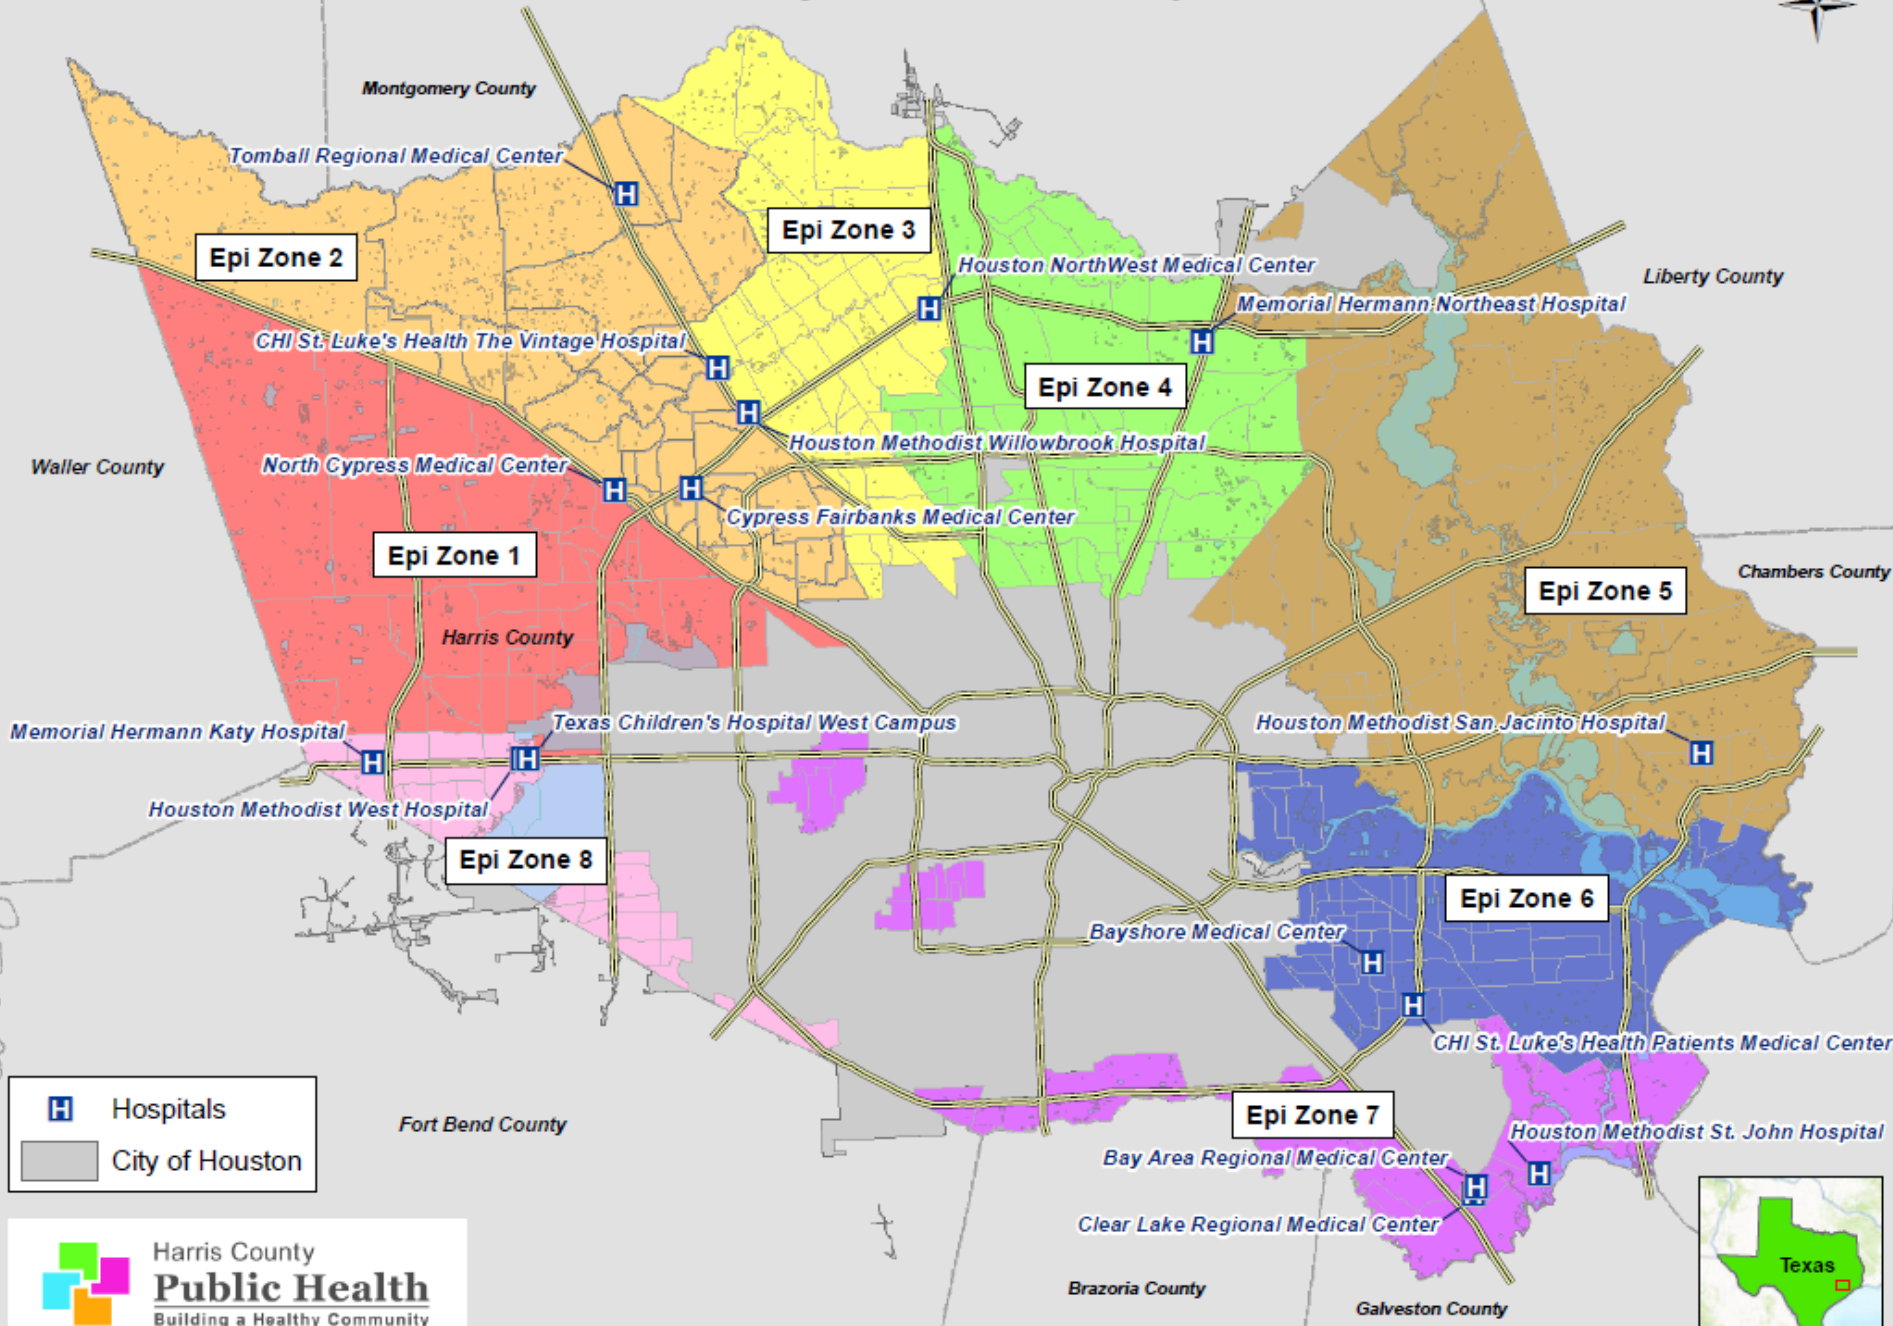 Montgomery County
Tomball Regional Medical Center
H
Epi Zone 3
Epi Zone 2
Houston NorthWest Medical Center
Liberty County
H
Memorial Hermann Northeast Hospital
CHI St. Luke's Health The Vintage Hospital
H
H
Epi Zone 4
H
Houston Methodist Willowbrook Hospital
Waller County
North Cypress Medical Center
H
H
Cypress Fairbanks Medical Center
Epi Zone 1
Chambers County
Epi Zone 5
Harris County
Memorial Hermann Katy Hospital
Texas Children's Hospital West Campus
Houston Methodist San Jacinto Hospital
H
H
H
Houston Methodist West Hospital
Epi Zone 8
Epi Zone 6
Bayshore Medical Center
H
H
CHI St. Luke's Health Patients Medical Center
H Hospitals
City of Houston
Fort Bend County
Epi Zone 7
Houston Methodist St. John Hospital
Bay Area Regional Medical Center
H
H
Clear Lake Regional Medical Center
Harris County
Public Health
Building a Healthy Community
Brazoria County
Galveston County
Texas